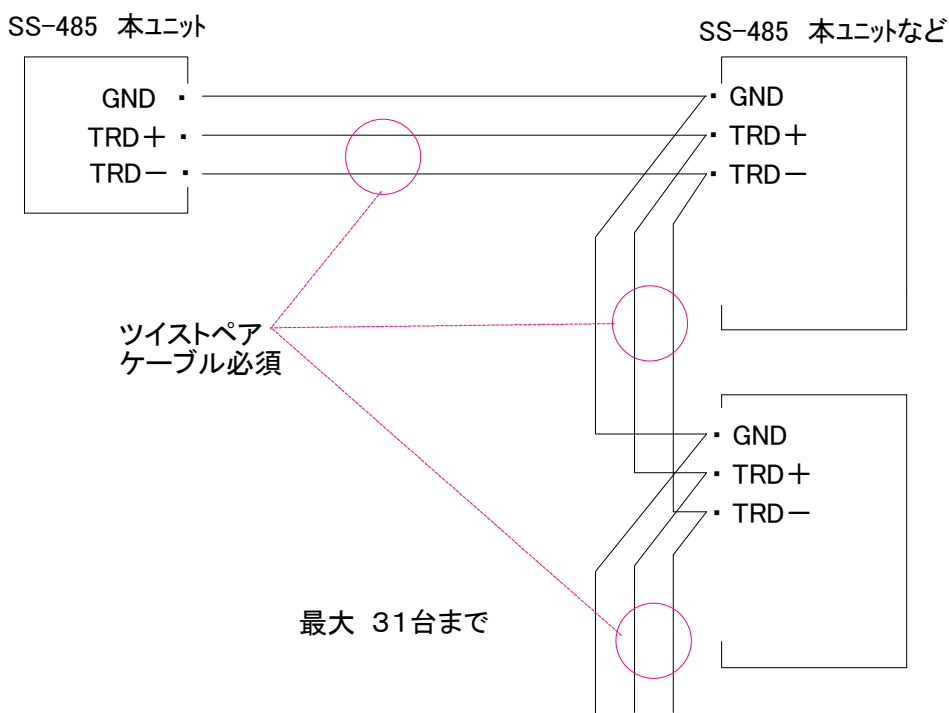 SS-485 本ユニット
SS-485 本ユニットなど
GND
TRD+
TRD－
GND
TRD+
TRD－
ツイストペア
ケーブル必須
GND
TRD+
TRD－
最大 31台まで